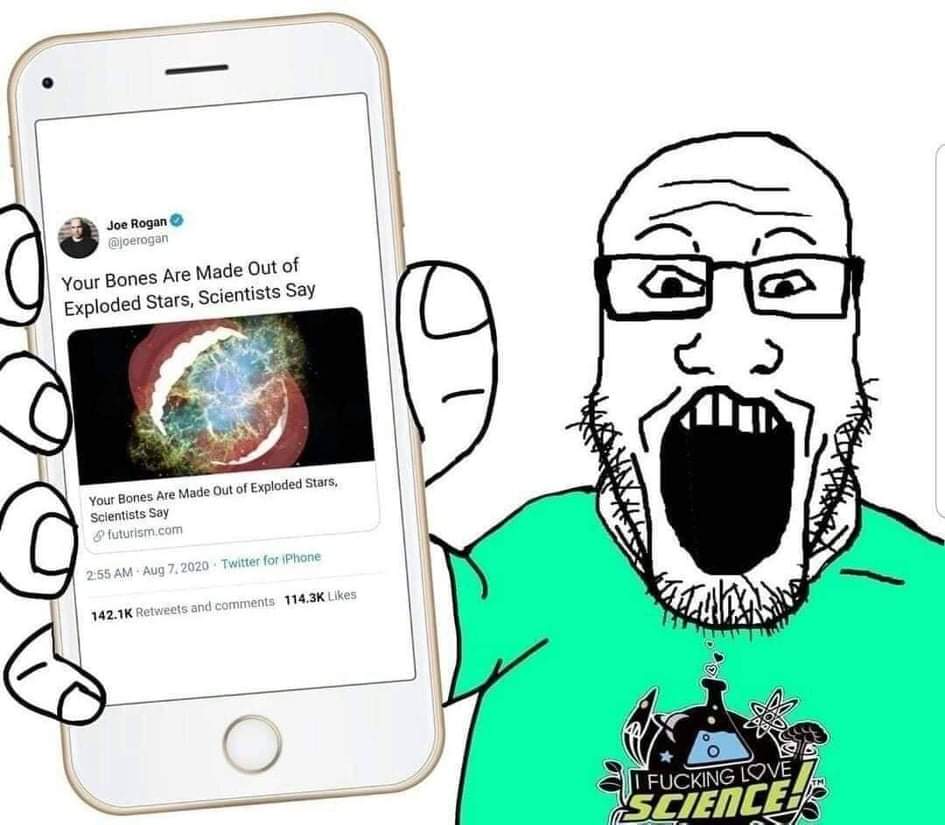 Joe Rogan
@joerogan
Your Bones Are Made Out of
Exploded Stars, Scientists Say
Your Bones Are Made Out of Exploded Stars,
Scientists Say
futurism.com
2:55 AM · Aug 7, 2020 · Twitter for iPhone
142.1K Retweets and comments 114.3K Likes
I FUCKING LOVE
SCIENCE!
TM